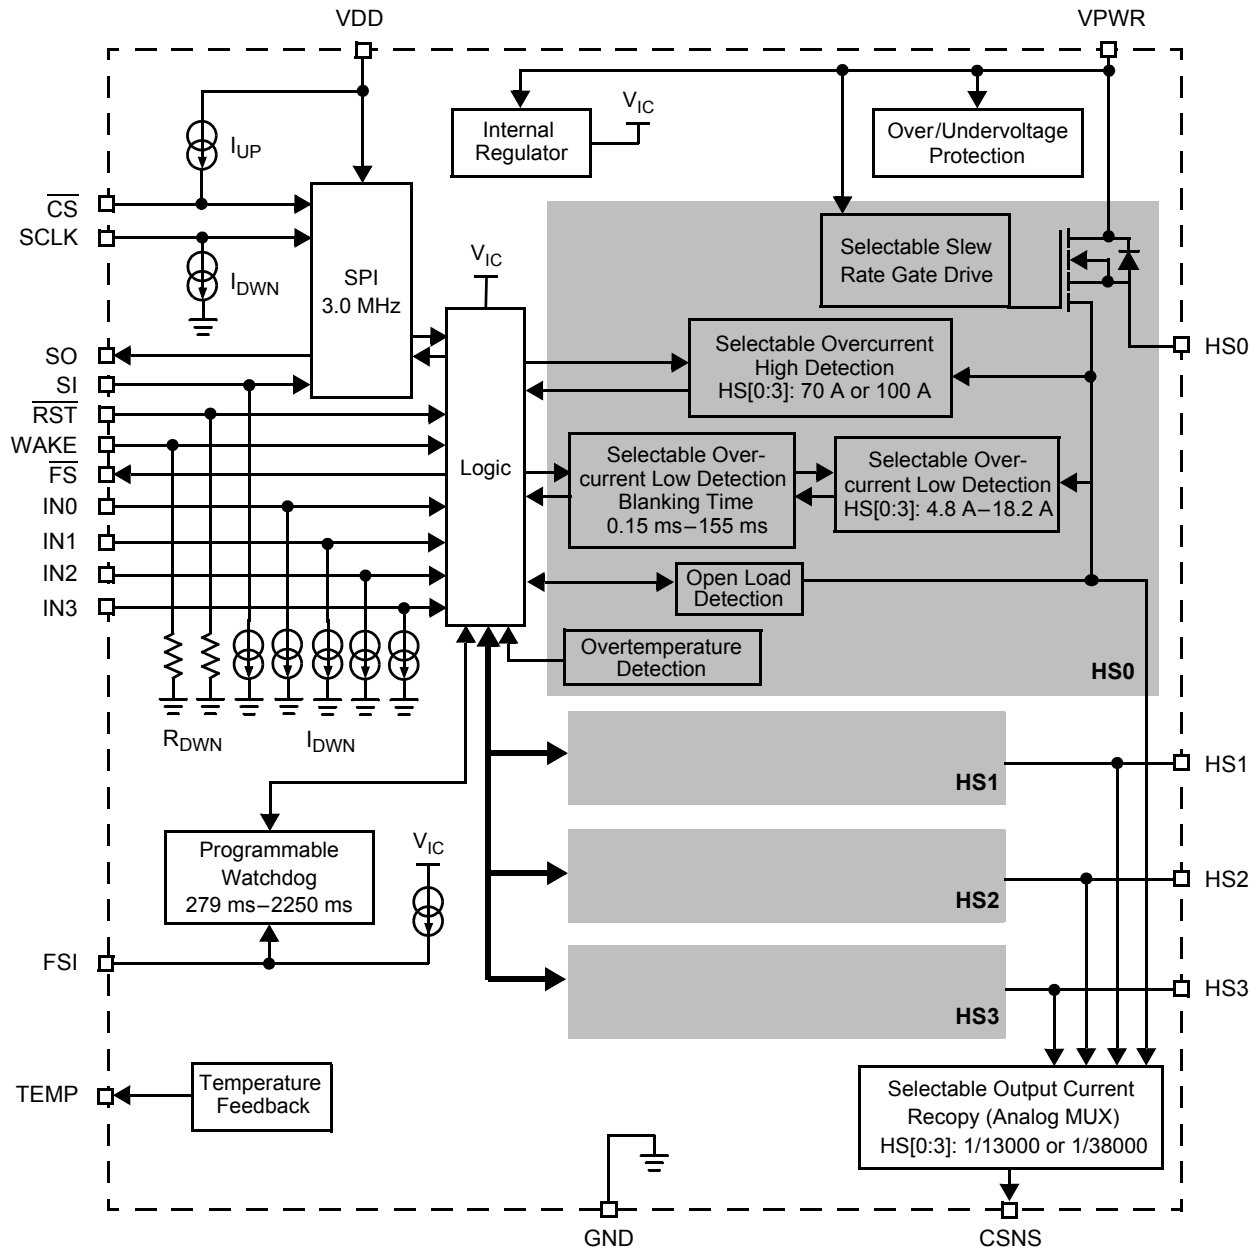 VDD
VPWR
V_IC
Internal
Regulator
Over/Undervoltage
Protection
I_UP
C̅S̅
SCLK
I_DWN
SPI
3.0 MHz
V_IC
Selectable Slew
Rate Gate Drive
SO
SI
R̅S̅T̅
WAKE
F̅S̅
IN0
IN1
IN2
IN3
Logic
Selectable Overcurrent
High Detection
HS[0:3]: 70 A or 100 A
HS0
Selectable Over-
current Low Detection
Blanking Time
0.15 ms–155 ms
Selectable Over-
current Low Detection
HS[0:3]: 4.8 A–18.2 A
Open Load
Detection
Overtemperature
Detection
HS0
R_DWN
I_DWN
HS1
HS1
Programmable
Watchdog
279 ms–2250 ms
V_IC
HS2
HS2
FSI
HS3
HS3
TEMP
Temperature
Feedback
Selectable Output Current
Recopy (Analog MUX)
HS[0:3]: 1/13000 or 1/38000
GND
CSNS